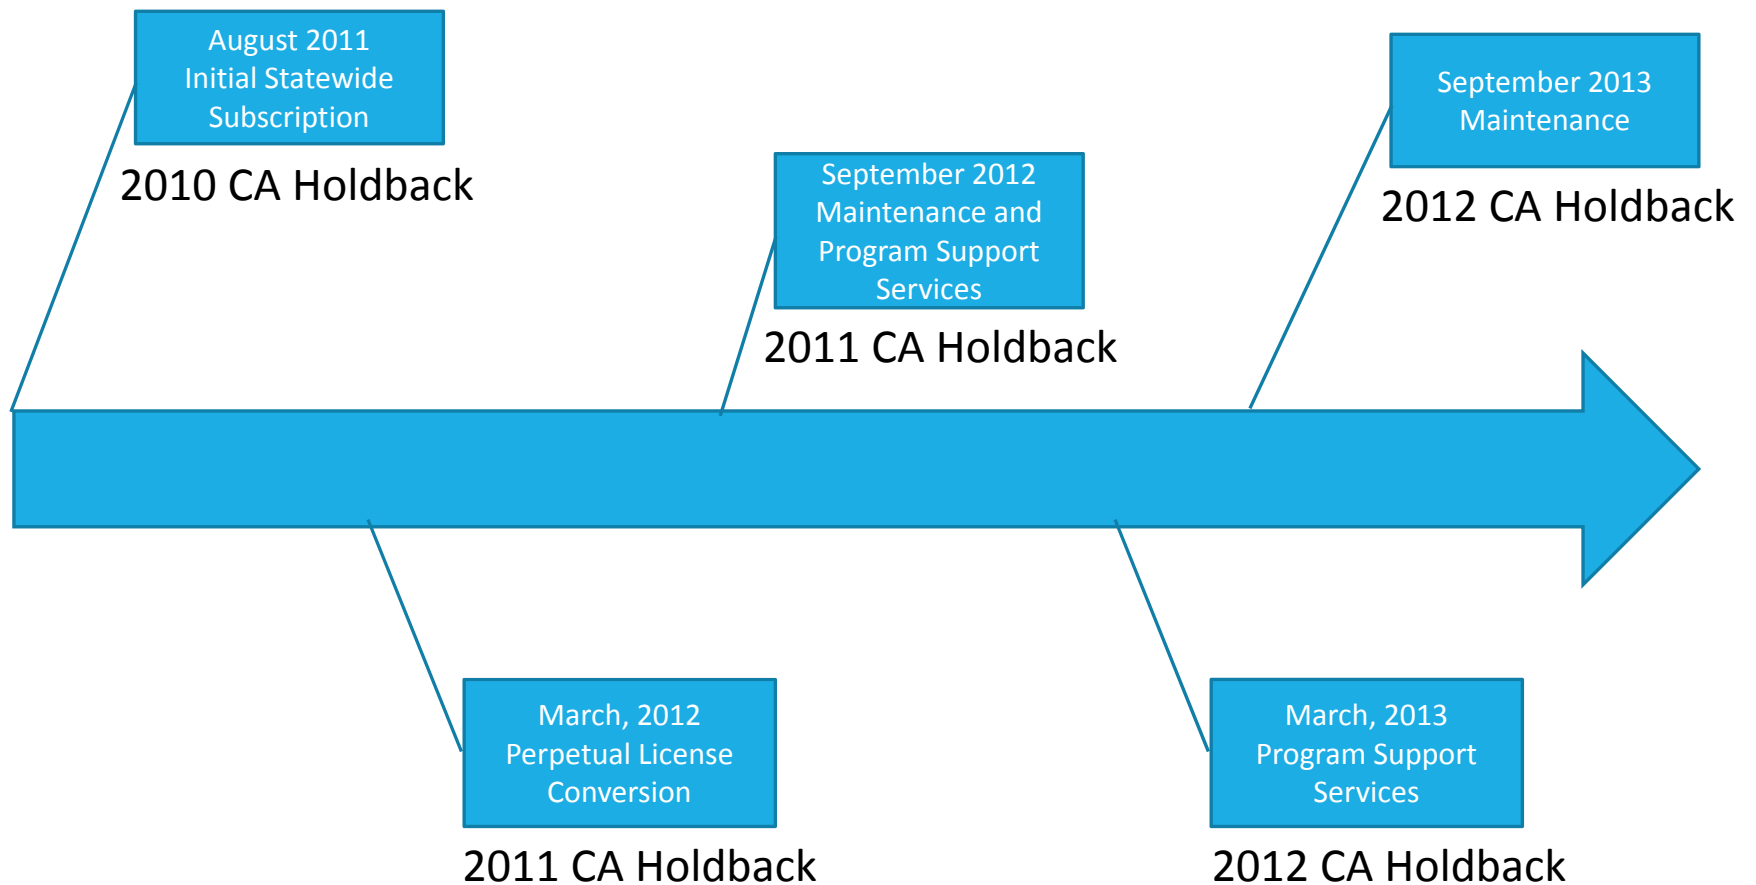 August 2011
Initial Statewide
Subscription
2010 CA Holdback
September 2012
Maintenance and
Program Support
Services
2011 CA Holdback
September 2013
Maintenance
2012 CA Holdback
March, 2012
Perpetual License
Conversion
2011 CA Holdback
March, 2013
Program Support
Services
2012 CA Holdback